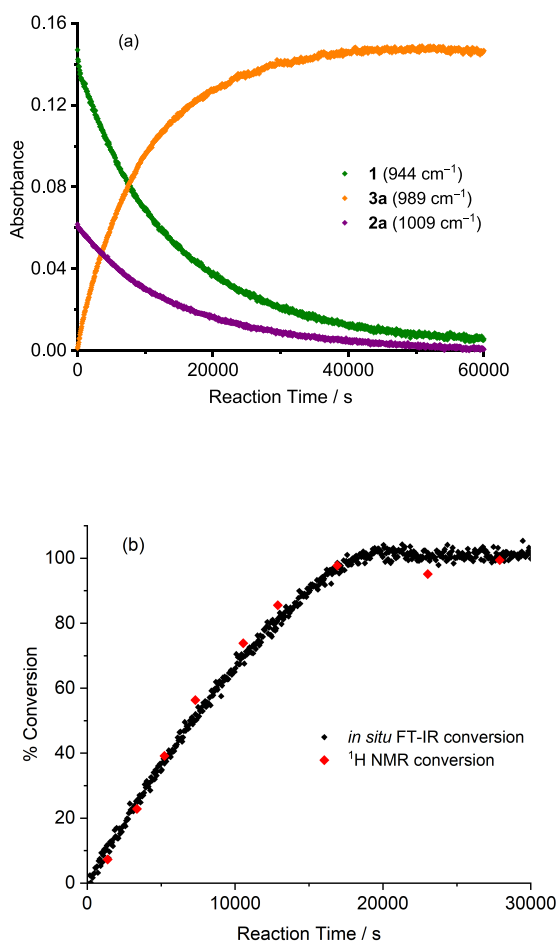 (a)
0.16
0.12
0.08
0.04
0.00
Absorbance
1 (944 cm⁻¹)
3a (989 cm⁻¹)
2a (1009 cm⁻¹)
0 20000 40000 60000
Reaction Time / s
(b)
100
80
60
40
20
0
% Conversion
in situ FT-IR conversion
¹H NMR conversion
0 10000 20000 30000
Reaction Time / s